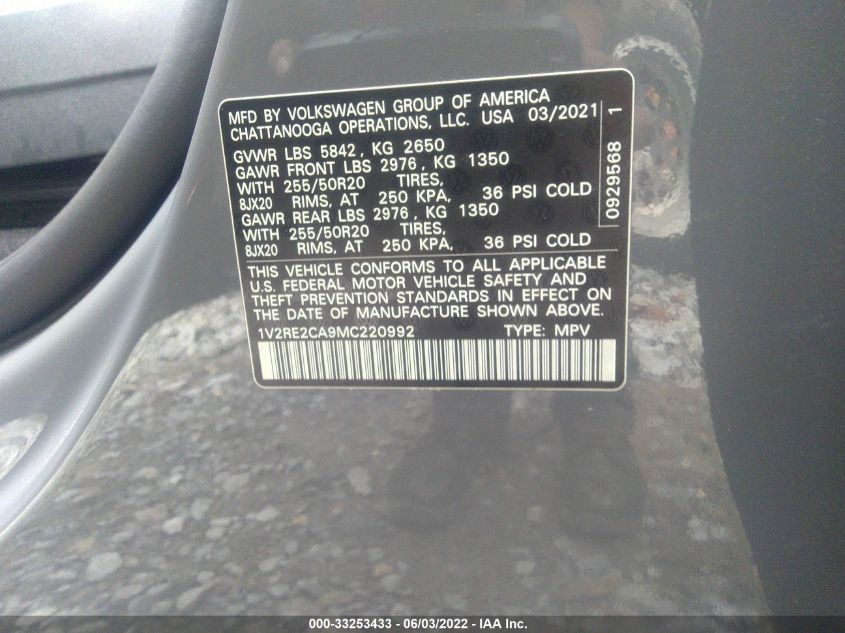 MFD BY VOLKSWAGEN GROUP OF AMERICA
CHATTANOOGA OPERATIONS, LLC. USA 03/2021
GVWR LBS 5842, KG 2650
GAWR FRONT LBS 2976, KG 1350
WITH 255/50R20 TIRES,
8JX20 RIMS, AT 250 KPA, 36 PSI COLD
GAWR REAR LBS 2976, KG 1350
WITH 255/50R20 TIRES,
8JX20 RIMS, AT 250 KPA, 36 PSI COLD
THIS VEHICLE CONFORMS TO ALL APPLICABLE
U.S. FEDERAL MOTOR VEHICLE SAFETY AND
THEFT PREVENTION STANDARDS IN EFFECT ON
THE DATE OF MANUFACTURE SHOWN ABOVE.
1V2RE2CA9MC220992 TYPE: MPV
0929568 1
000-33253433 - 06/03/2022 - IAA Inc.